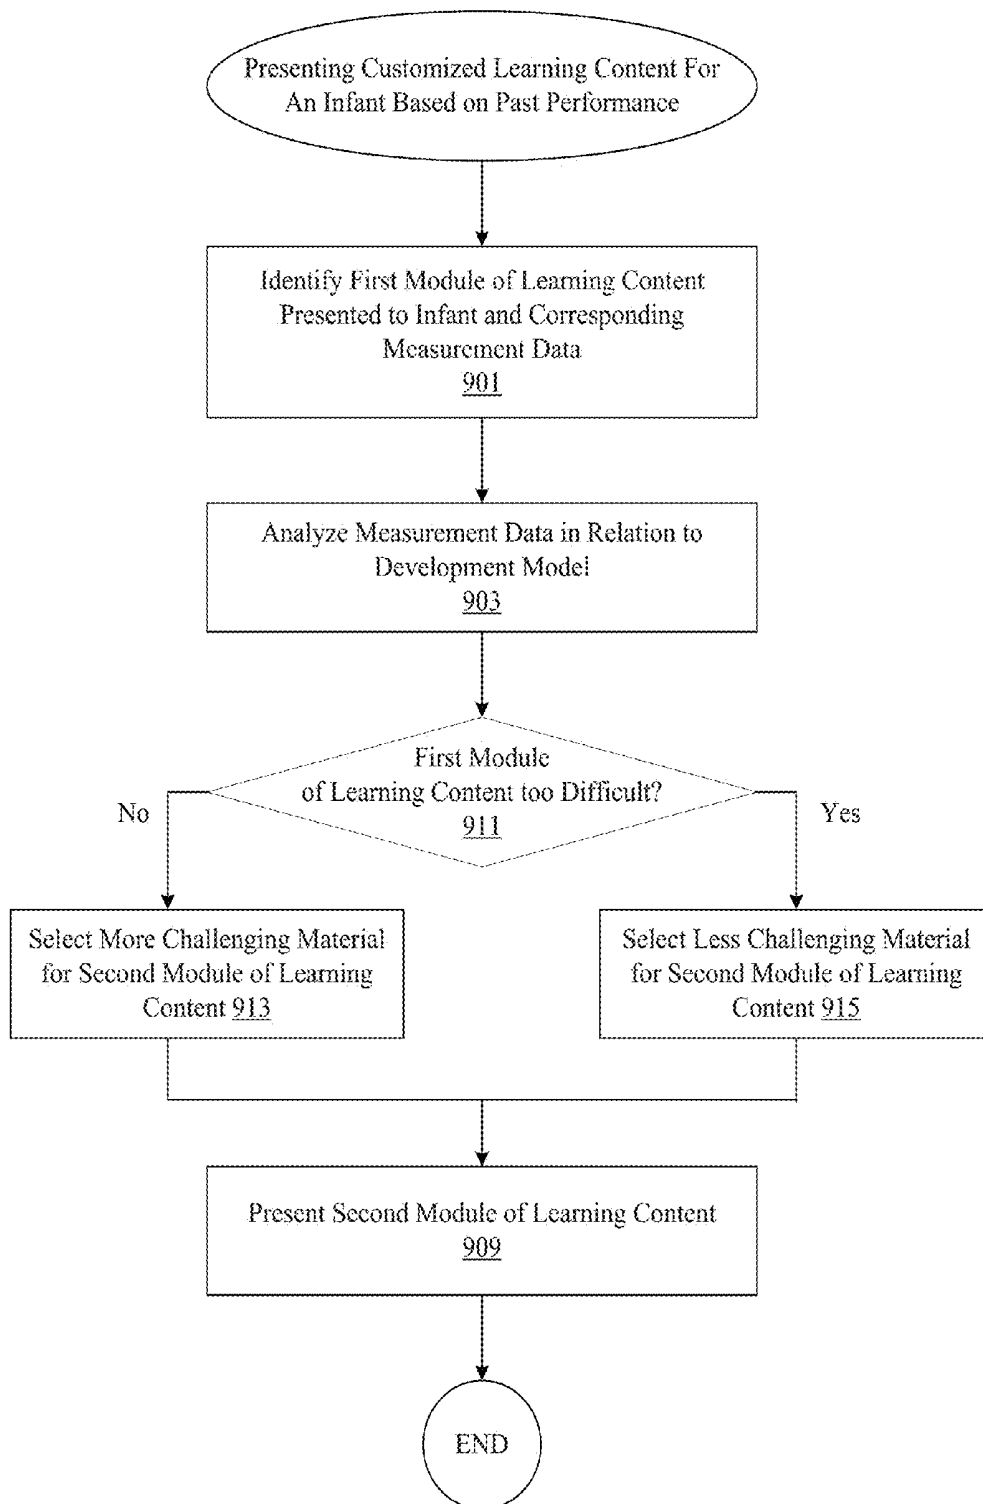 Presenting Customized Learning Content For
An Infant Based on Past Performance
Identify First Module of Learning Content
Presented to Infant and Corresponding
Measurement Data
901
Analyze Measurement Data in Relation to
Development Model
903
First Module
of Learning Content too Difficult?
911
No
Yes
Select More Challenging Material
for Second Module of Learning
Content 913
Select Less Challenging Material
for Second Module of Learning
Content 915
Present Second Module of Learning Content
909
END